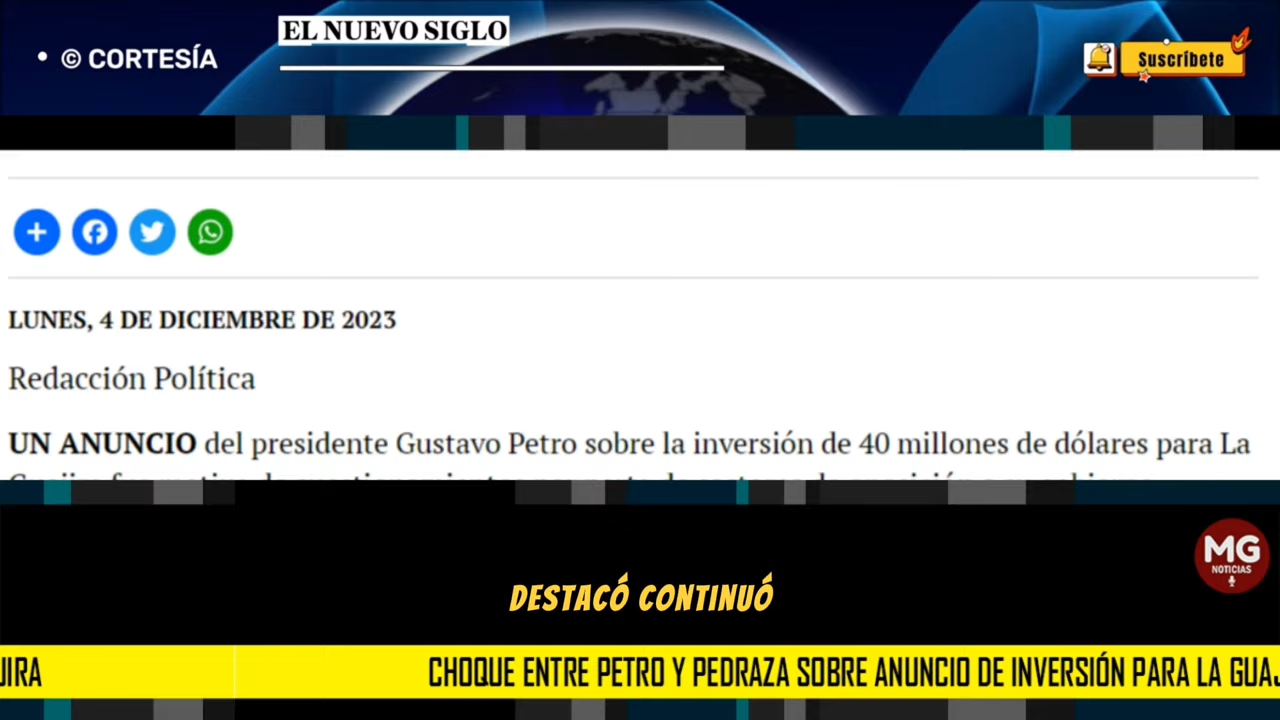 EL NUEVO SIGLO
• © CORTESÍA
Suscríbete
LUNES, 4 DE DICIEMBRE DE 2023
Redacción Política
UN ANUNCIO del presidente Gustavo Petro sobre la inversión de 40 millones de dólares para La
MG
NOTICIAS
DESTACÓ CONTINUÓ
JIRA
CHOQUE ENTRE PETRO Y PEDRAZA SOBRE ANUNCIO DE INVERSIÓN PARA LA GUAJ